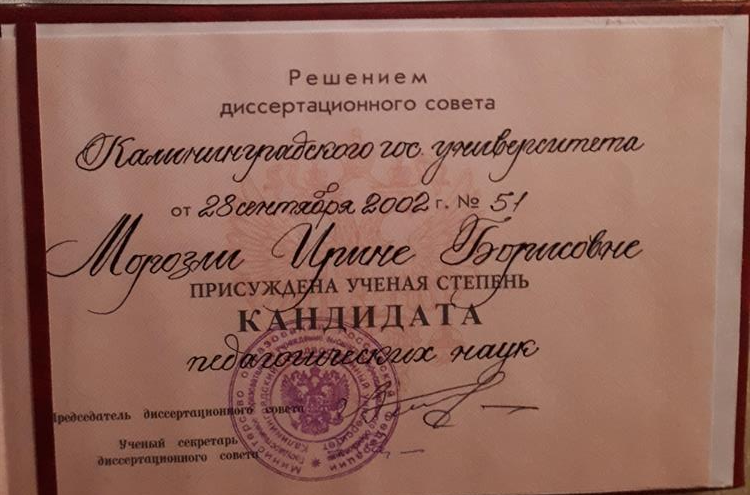 Решением
диссертационного совета
Калининградского гос. университета
от 28 сентября 2002 г. № 51
Морозли Ирине Борисовне
ПРИСУЖДЕНА УЧЕНАЯ СТЕПЕНЬ
КАНДИДАТА
педагогических наук
Председатель диссертационного совета
Ученый секретарь
диссертационного совета